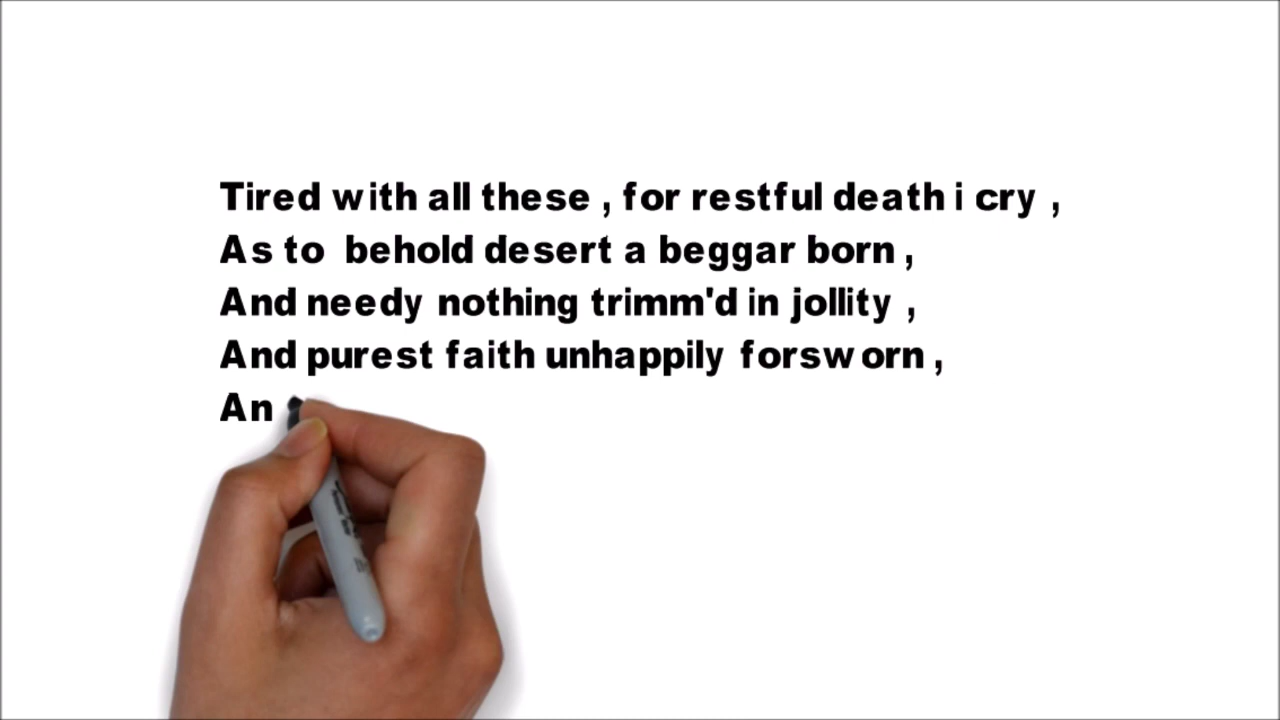 Tired with all these , for restful death i cry ,
As to behold desert a beggar born ,
And needy nothing trimm'd in jollity ,
And purest faith unhappily forsworn ,
An